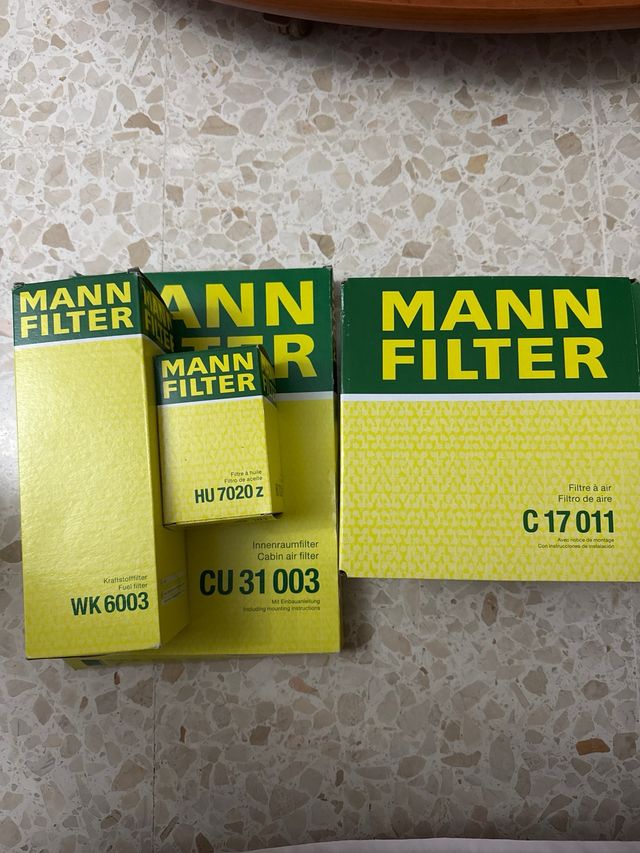 MANN
FILTER
Kraftstofffilter
Fuel filter
WK 6003
MANN
FILTER
Filtre à huile
Filtro de aceite
HU 7020 z
MANN
FILTER
Innenraumfilter
Cabin air filter
CU 31 003
Mit Einbauanleitung
Including mounting instructions
MANN
FILTER
Filtre à air
Filtro de aire
C 17 011
Avec notice de montage
Con instrucciones de instalación